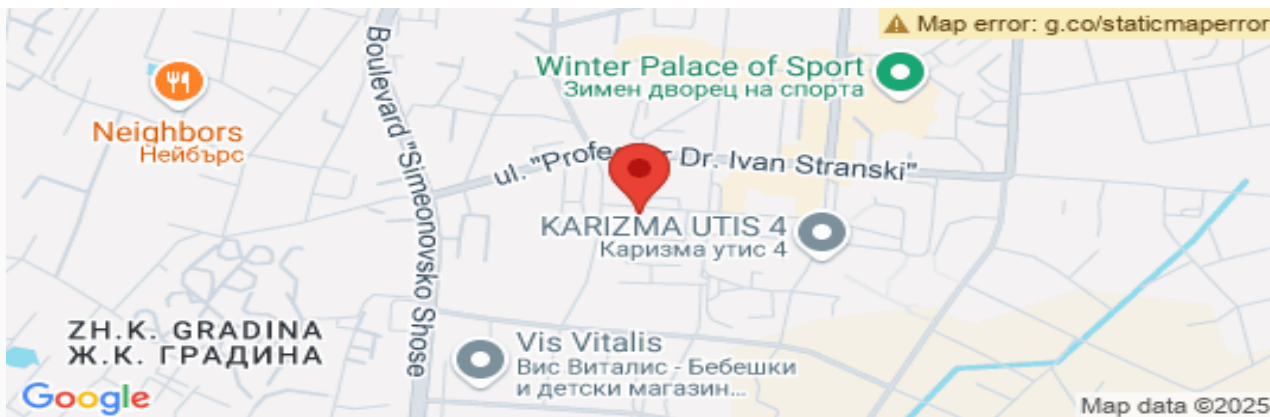 Map error: g.co/staticmaperror
Winter Palace of Sport
Зимен дворец на спорта
Neighbors
Нейбърс
Boulevard "Simeonovsko Shose"
ul. "Profe Dr. Ivan Stranski"
KARIZMA UTIS 4
Каризма утис 4
ZH.K. GRADINA
Ж.К. ГРАДИНА
Vis Vitalis
Вис Виталис - Бебешки
и детски магазин...
Google
Map data ©2025